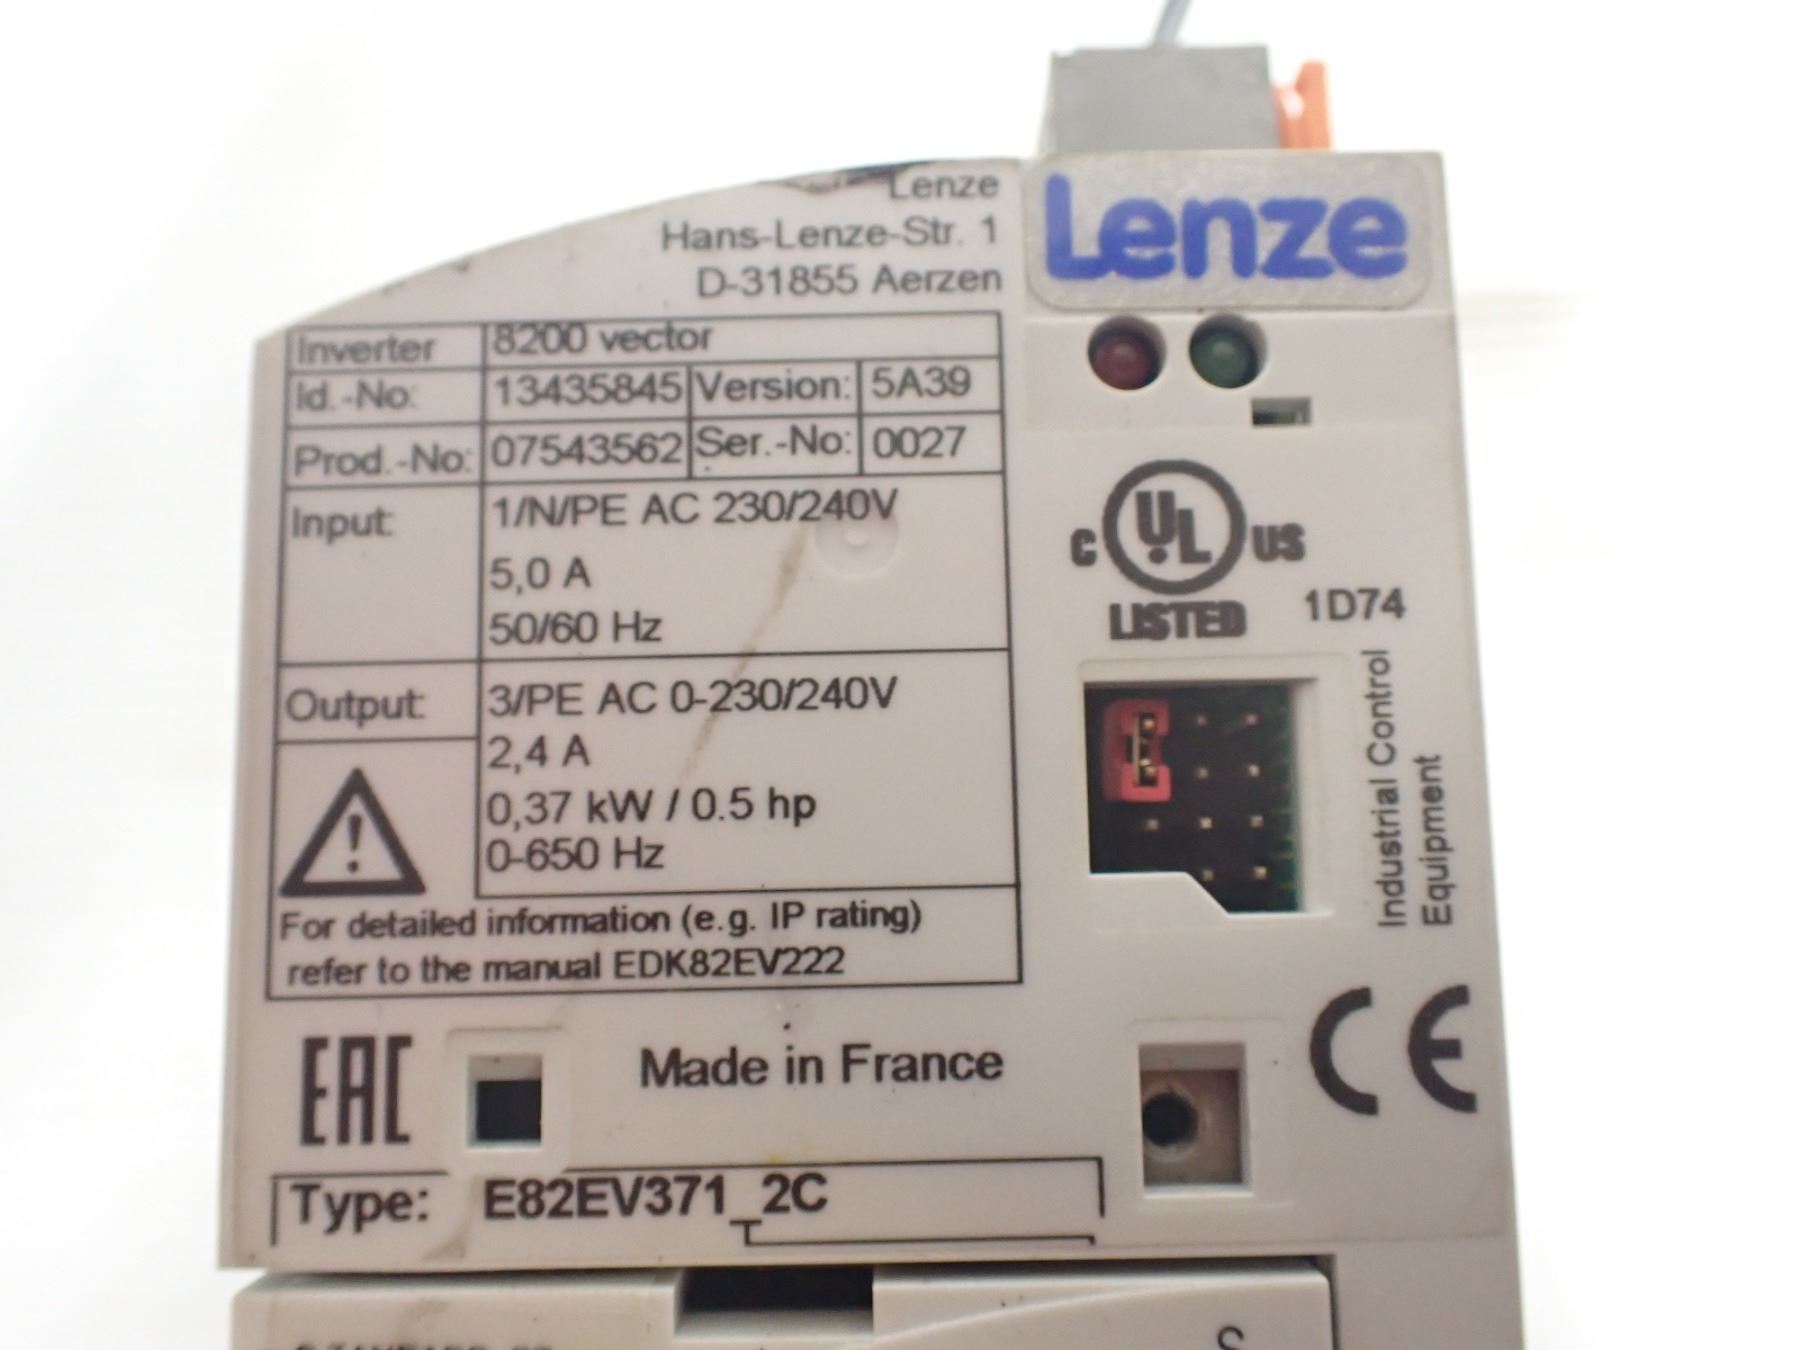 Lenze
Hans-Lenze-Str. 1
D-31855 Aerzen
Lenze
Inverter 8200 vector
Id.-No: 13435845 Version: 5A39
Prod.-No: 07543562 Ser.-No: 0027
Input: 1/N/PE AC 230/240V
5,0 A
50/60 Hz
Output: 3/PE AC 0-230/240V
2,4 A
0,37 kW / 0.5 hp
0-650 Hz
For detailed information (e.g. IP rating)
refer to the manual EDK82EV222
C UL US
LISTED 1D74
Industrial Control
Equipment
EAC Made in France CE
Type: E82EV371_2C